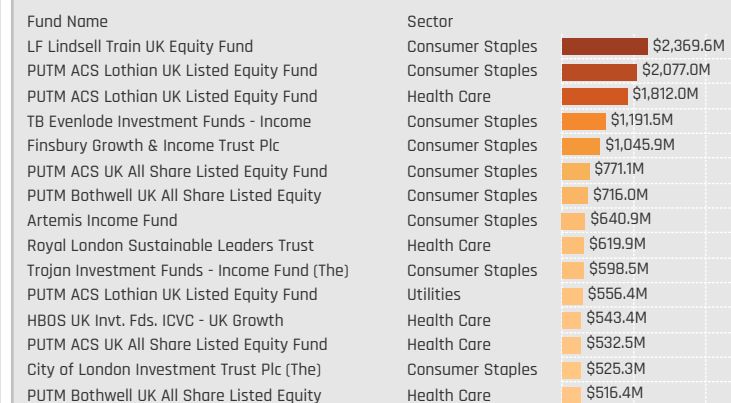 Fund Name Sector
LF Lindsell Train UK Equity Fund Consumer Staples $2,369.6M
PUTM ACS Lothian UK Listed Equity Fund Consumer Staples $2,077.0M
PUTM ACS Lothian UK Listed Equity Fund Health Care $1,812.0M
TB Evenlode Investment Funds - Income Consumer Staples $1,191.5M
Finsbury Growth & Income Trust Plc Consumer Staples $1,045.9M
PUTM ACS UK All Share Listed Equity Fund Consumer Staples $771.1M
PUTM Bothwell UK All Share Listed Equity Consumer Staples $716.0M
Artemis Income Fund Consumer Staples $640.9M
Royal London Sustainable Leaders Trust Health Care $619.9M
Trojan Investment Funds - Income Fund (The) Consumer Staples $598.5M
PUTM ACS Lothian UK Listed Equity Fund Utilities $556.4M
HBOS UK Invt. Fds. ICVC - UK Growth Health Care $543.4M
PUTM ACS UK All Share Listed Equity Fund Health Care $532.5M
City of London Investment Trust Plc (The) Consumer Staples $525.3M
PUTM Bothwell UK All Share Listed Equity Health Care $516.4M